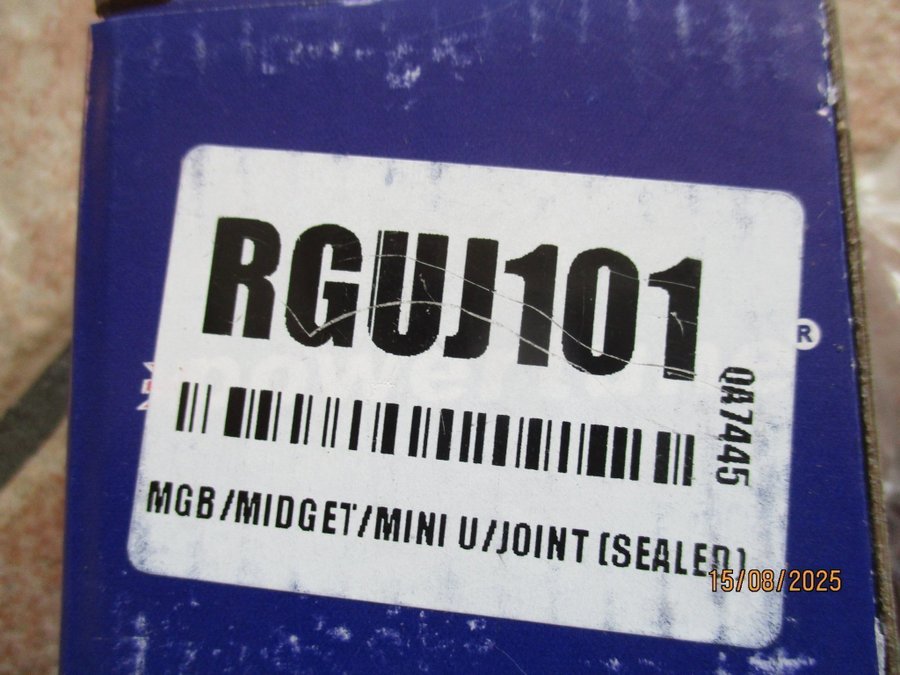 RGUJ101
QA7445
MGB/MIDGET/MINI U/JOINT (SEALED)
R
15/08/2025